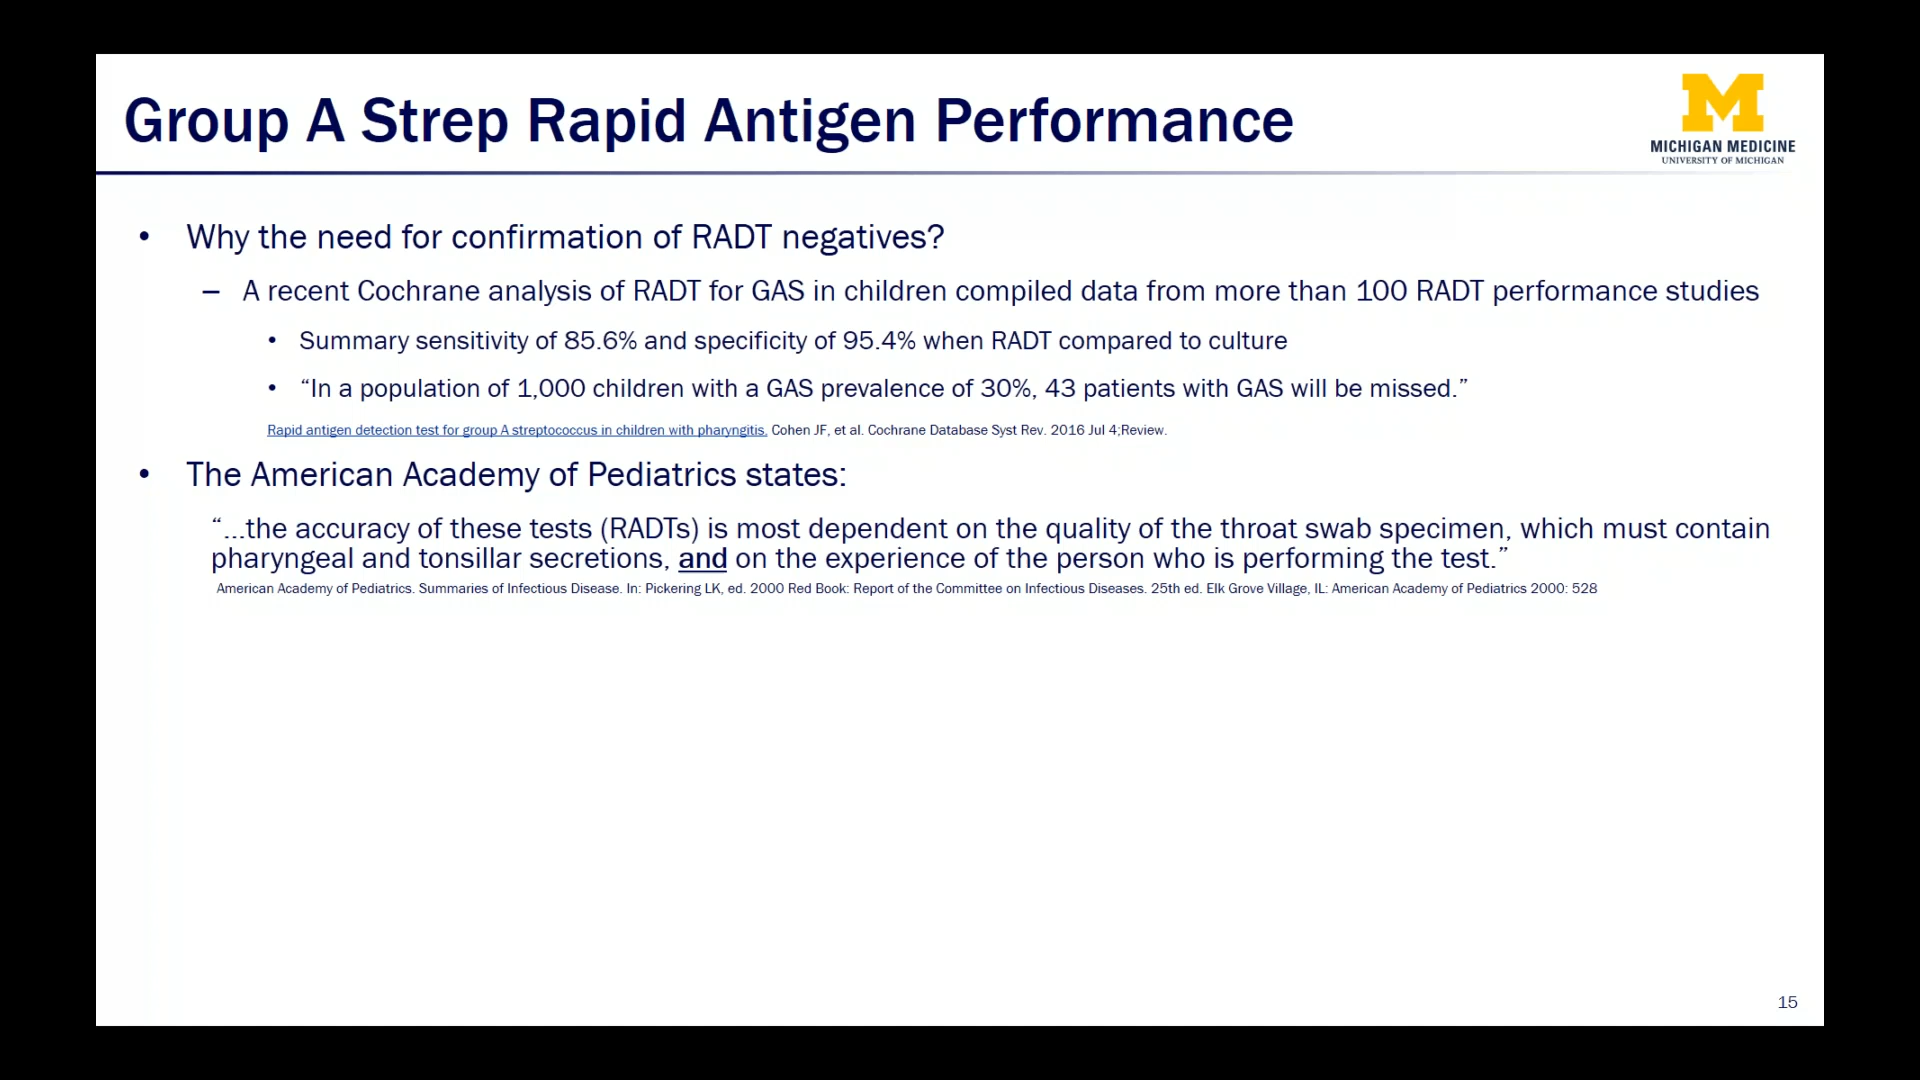 Group A Strep Rapid Antigen Performance
M
MICHIGAN MEDICINE
UNIVERSITY OF MICHIGAN
• Why the need for confirmation of RADT negatives?
– A recent Cochrane analysis of RADT for GAS in children compiled data from more than 100 RADT performance studies
• Summary sensitivity of 85.6% and specificity of 95.4% when RADT compared to culture
• “In a population of 1,000 children with a GAS prevalence of 30%, 43 patients with GAS will be missed.”
Rapid antigen detection test for group A streptococcus in children with pharyngitis. Cohen JF, et al. Cochrane Database Syst Rev. 2016 Jul 4;Review.
• The American Academy of Pediatrics states:
“…the accuracy of these tests (RADTs) is most dependent on the quality of the throat swab specimen, which must contain
pharyngeal and tonsillar secretions, and on the experience of the person who is performing the test.”
American Academy of Pediatrics. Summaries of Infectious Disease. In: Pickering LK, ed. 2000 Red Book: Report of the Committee on Infectious Diseases. 25th ed. Elk Grove Village, IL: American Academy of Pediatrics 2000: 528
15